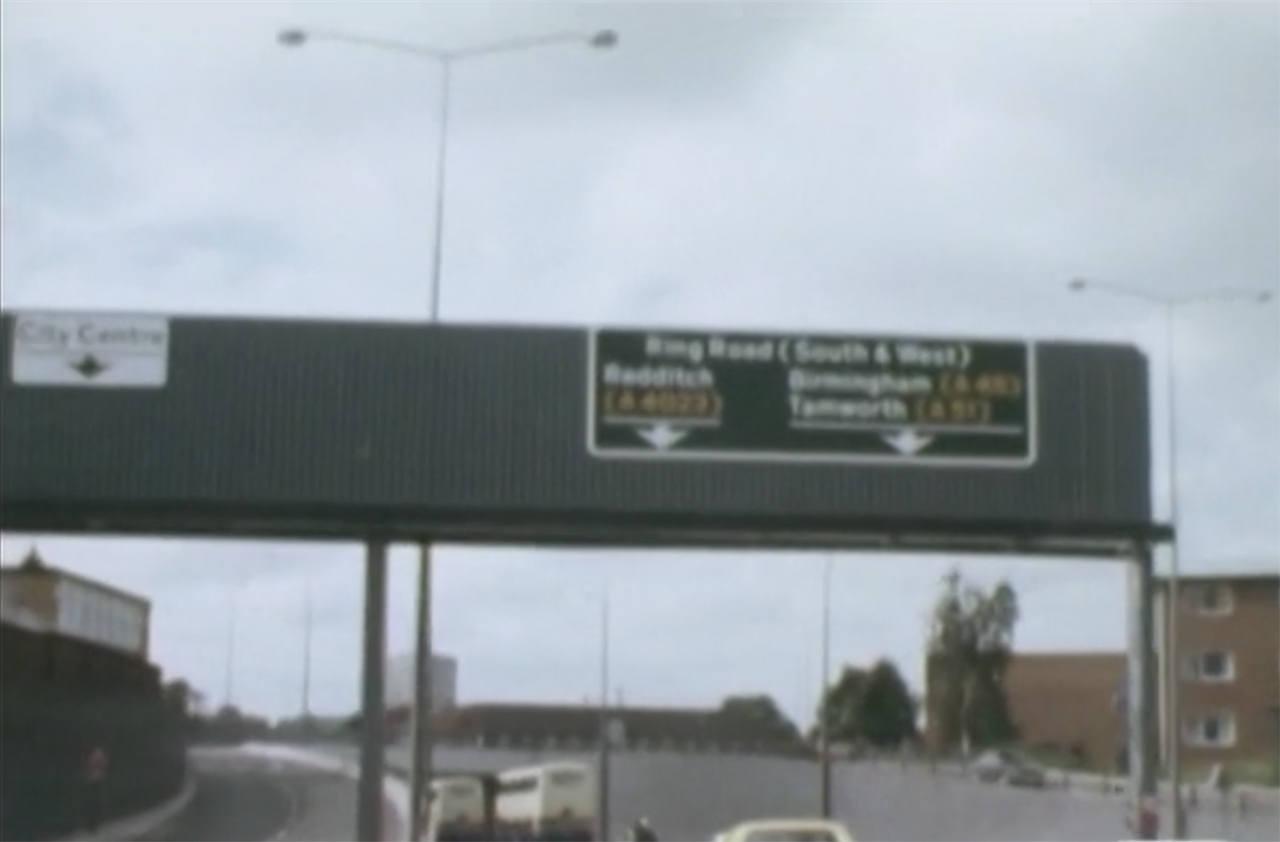 City Centre
Ring Road (South & West)
Redditch
(A 4023)
Birmingham (A 45)
Tamworth (A 51)